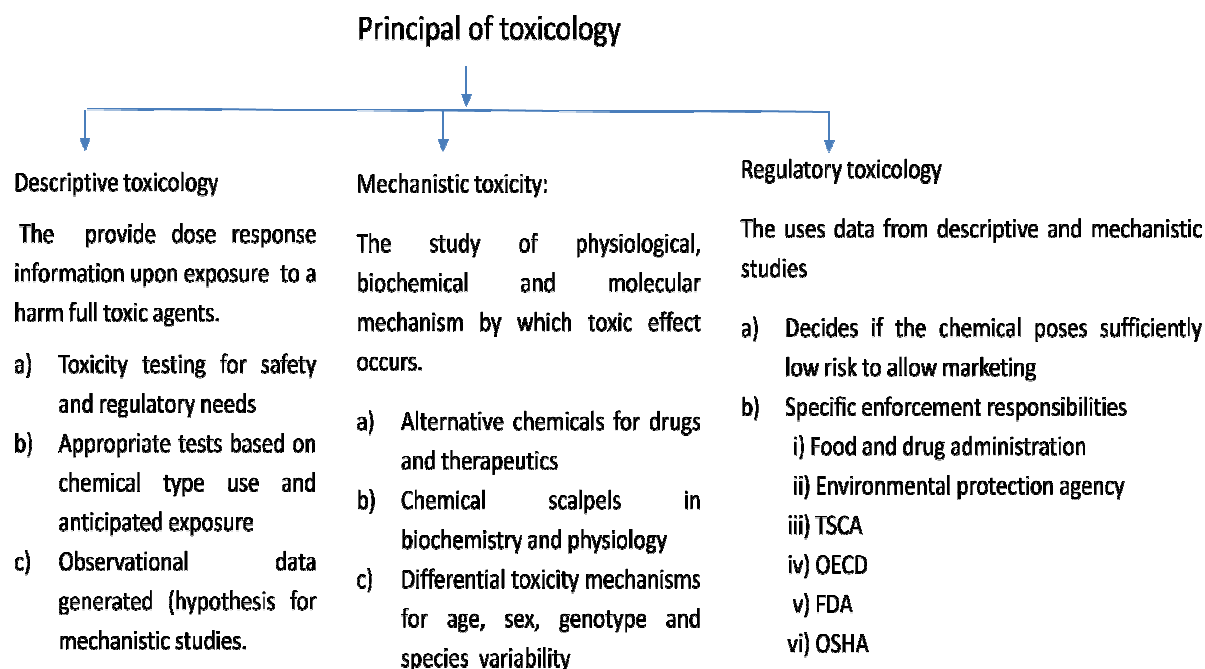 Principal of toxicology
Descriptive toxicology
The provide dose response
information upon exposure to a
harm full toxic agents.
a) Toxicity testing for safety
and regulatory needs
b) Appropriate tests based on
chemical type use and
anticipated exposure
c) Observational data
generated (hypothesis for
mechanistic studies.
Mechanistic toxicity:
The study of physiological,
biochemical and molecular
mechanism by which toxic effect
occurs.
a) Alternative chemicals for drugs
and therapeutics
b) Chemical scalpels in
biochemistry and physiology
c) Differential toxicity mechanisms
for age, sex, genotype and
species variability
Regulatory toxicology
The uses data from descriptive and mechanistic
studies
a) Decides if the chemical poses sufficiently
low risk to allow marketing
b) Specific enforcement responsibilities
i) Food and drug administration
ii) Environmental protection agency
iii) TSCA
iv) OECD
v) FDA
vi) OSHA